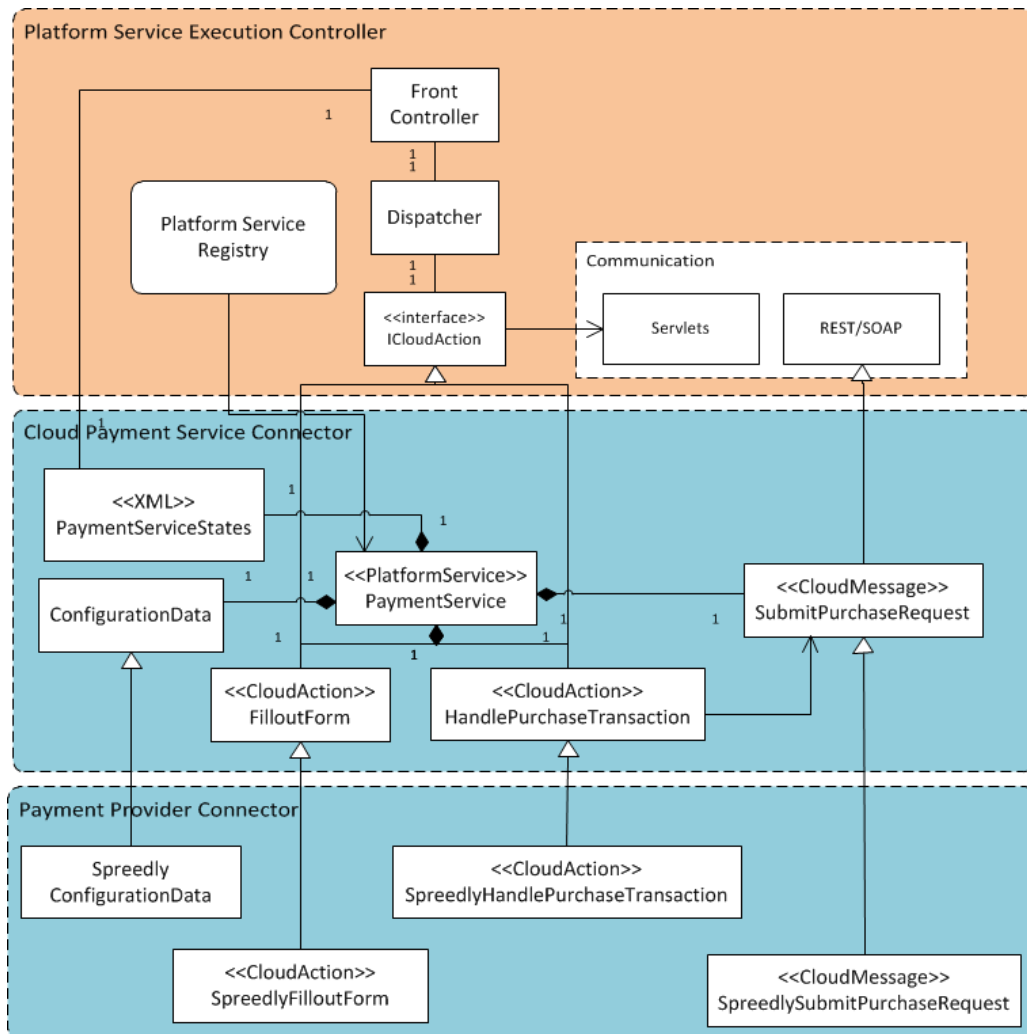 Platform Service Execution Controller
Front
Controller
1
1
1
Platform Service
Registry
Dispatcher
1
1
Communication
<<interface>>
ICloudAction
Servlets
REST/SOAP
1
Cloud Payment Service Connector
<<XML>>
PaymentServiceStates
1
1
<<PlatformService>>
PaymentService
1
1
ConfigurationData
<<CloudMessage>>
SubmitPurchaseRequest
1
1
1
1
1
<<CloudAction>>
FilloutForm
<<CloudAction>>
HandlePurchaseTransaction
Payment Provider Connector
Spreedly
ConfigurationData
<<CloudAction>>
SpreedlyHandlePurchaseTransaction
<<CloudAction>>
SpreedlyFilloutForm
<<CloudMessage>>
SpreedlySubmitPurchaseRequest